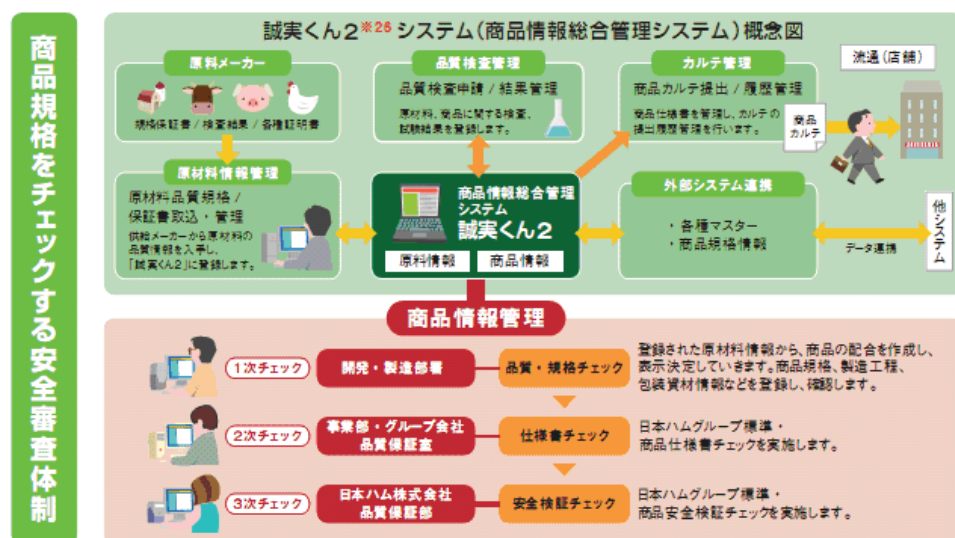 商品規格をチェックする安全審査体制
誠実くん2※26 システム(商品情報総合管理システム)概念図
原料メーカー
規格保証書/検査結果/各種証明書
原材料情報管理
原材料品質規格/
保証書取込・管理
供給メーカーから原材料の
品質情報を入手し、
「誠実くん2」に登録します。
品質検査管理
品質検査申請/結果管理
原材料、商品に関する検査、
試験結果を登録します。
商品情報総合管理
システム
誠実くん2
原料情報
商品情報
カルテ管理
商品カルテ提出/履歴管理
商品仕様書を管理し、カルテの
提出履歴管理を行います。
商品
カルテ
流通(店舗)
外部システム連携
・各種マスター
・商品規格情報
データ連携
他システム
商品情報管理
1次チェック
開発・製造部署
品質・規格チェック
登録された原材料情報から、商品の配合を作成し、
表示決定していきます。商品規格、製造工程、
包装資材情報などを登録し、確認します。
2次チェック
事業部・グループ会社
品質保証室
仕様書チェック
日本ハムグループ標準・
商品仕様書チェックを実施します。
3次チェック
日本ハム株式会社
品質保証部
安全検証チェック
日本ハムグループ標準・
商品安全検証チェックを実施します。